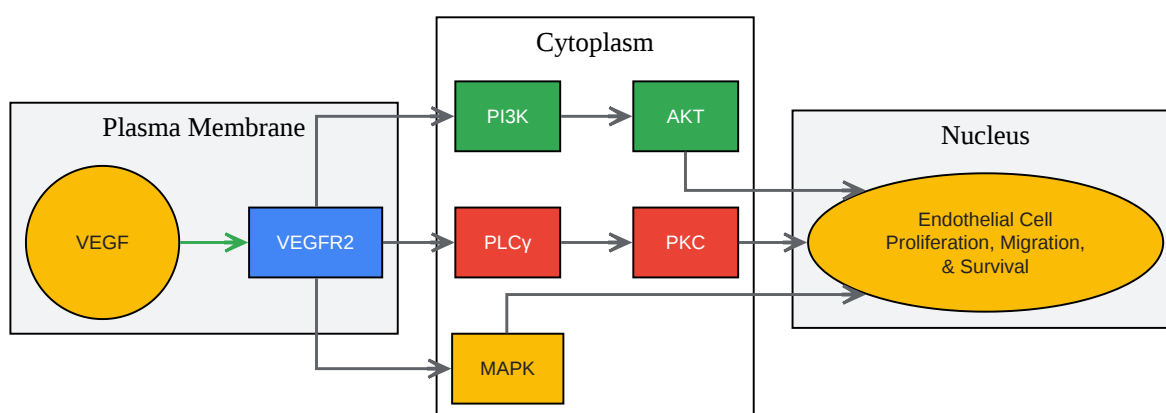 Cytoplasm
Plasma Membrane
Nucleus
PI3K
AKT
VEGF
VEGFR2
PLCγ
PKC
Endothelial Cell
Proliferation, Migration,
& Survival
MAPK